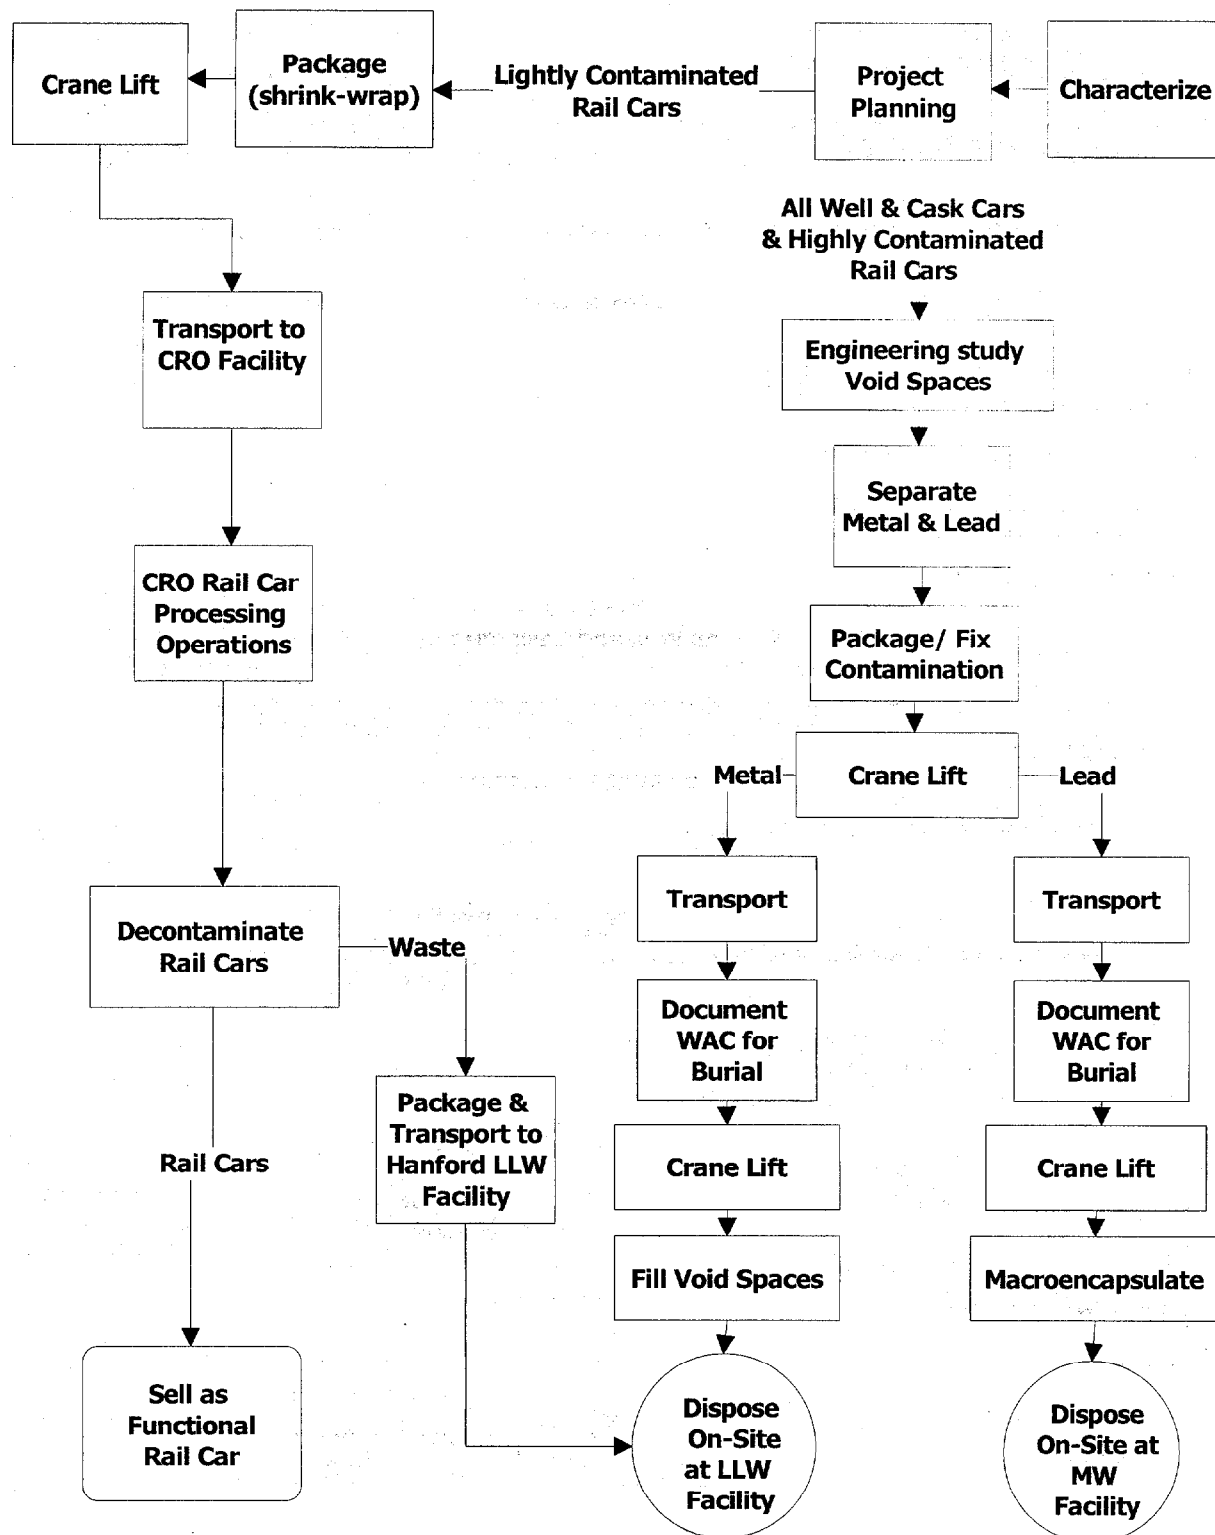 Crane Lift
Package
(shrink-wrap)
Lightly Contaminated
Rail Cars
Project
Planning
Characterize
All Well & Cask Cars
& Highly Contaminated
Rail Cars
Transport to
CRO Facility
Engineering study
Void Spaces
Separate
Metal & Lead
CRO Rail Car
Processing
Operations
Package/ Fix
Contamination
Metal
Crane Lift
Lead
Transport
Transport
Decontaminate
Rail Cars
Waste
Document
WAC for
Burial
Document
WAC for
Burial
Package &
Transport to
Hanford LLW
Facility
Rail Cars
Crane Lift
Crane Lift
Fill Void Spaces
Macroencapsulate
Sell as
Functional
Rail Car
Dispose
On-Site
at LLW
Facility
Dispose
On-Site at
MW
Facility